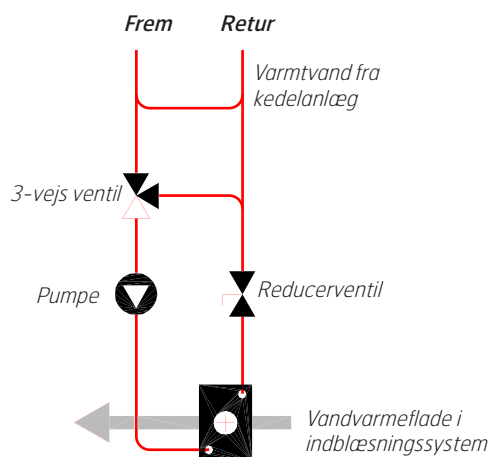 Frem Retur
Varmtvand fra
kedelanlæg
3-vejs ventil
Pumpe
Reducerventil
Vandvarmeflade i
indblæsningssystem